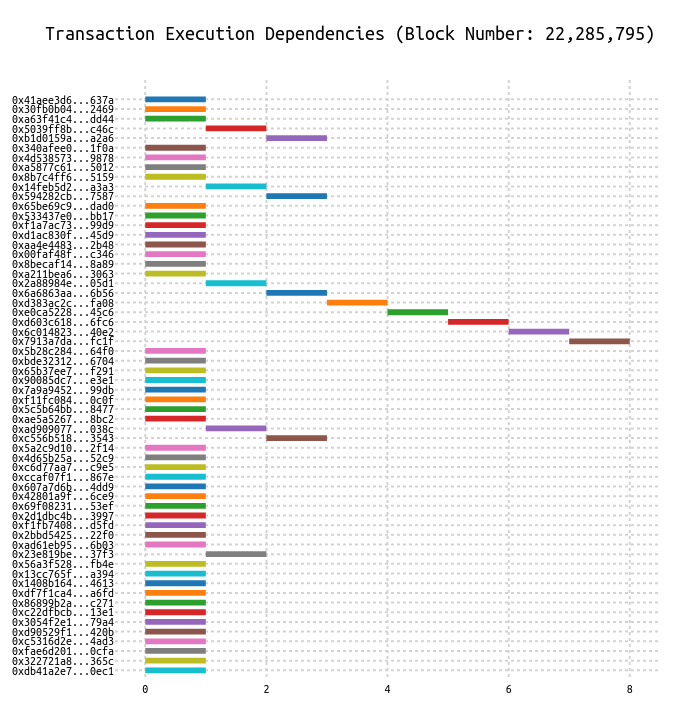 Transaction Execution Dependencies (Block Number: 22,285,795)
0x41aee3d6...637a
0x30fb0b04...2469
0xa63f41c4...dd44
0x5039ff8b...c46c
0xb1d0159a...a2a6
0x340afee0...1f0a
0x4d538573...9878
0xa5877c61...5012
0x8b7c4ff6...5159
0x14feb5d2...a3a3
0x594282cb...7587
0x65be69c9...dad0
0x533437e0...bb17
0xf1a7ac73...99d9
0xd1ac830f...45d9
0xaa4e4483...2b48
0x00faf48f...c346
0x8becaf14...8a89
0xa211bea6...3063
0x2a88984e...05d1
0x6a6863aa...6b56
0xd383ac2c...fa08
0xe0ca5228...45c6
0xd603c618...6fc6
0x6c014823...40e2
0x7913a7da...fc1f
0x5b28c284...64f0
0xbde32312...6704
0x65b37ee7...f291
0x90085dc7...e3e1
0x7a9a9452...99db
0xf11fc084...0c0f
0x5c5b64bb...8477
0xae5a5267...8bc2
0xad909077...038c
0xc556b518...3543
0x5a2c9d10...2f14
0x4d65b25a...52c9
0xc6d77aa7...c9e5
0xccaf07f1...867e
0x607a7d6b...4dd9
0x42801a9f...6ce9
0x69f08231...53ef
0x2d1dbc4b...3997
0xf1fb7408...d5fd
0x2bbd5425...22f0
0xad61eb95...6b03
0x23e819be...37f3
0x56a3f528...fb4e
0x13cc765f...a394
0x1408b164...4613
0xdf7f1ca4...a6fd
0x86899b2a...c271
0xc22dfbcb...13e1
0x3054f2e1...79a4
0xd90529f1...420b
0xc5316d2e...4ad3
0xfae6d201...0cfa
0x322721a8...365c
0xdb41a2e7...0ec1
0 2 4 6 8